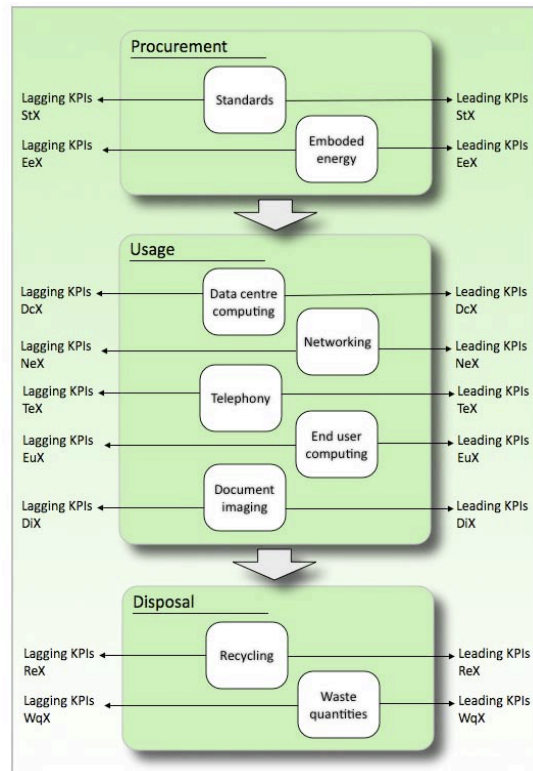 Procurement
Lagging KPIs
StX
Standards
Leading KPIs
StX
Lagging KPIs
EeX
Emboded
energy
Leading KPIs
EeX
Usage
Lagging KPIs
DcX
Data centre
computing
Leading KPIs
DcX
Lagging KPIs
NeX
Networking
Leading KPIs
NeX
Lagging KPIs
TeX
Telephony
Leading KPIs
TeX
Lagging KPIs
EuX
End user
computing
Leading KPIs
EuX
Lagging KPIs
DiX
Document
imaging
Leading KPIs
DiX
Disposal
Lagging KPIs
ReX
Recycling
Leading KPIs
ReX
Lagging KPIs
WqX
Waste
quantities
Leading KPIs
WqX